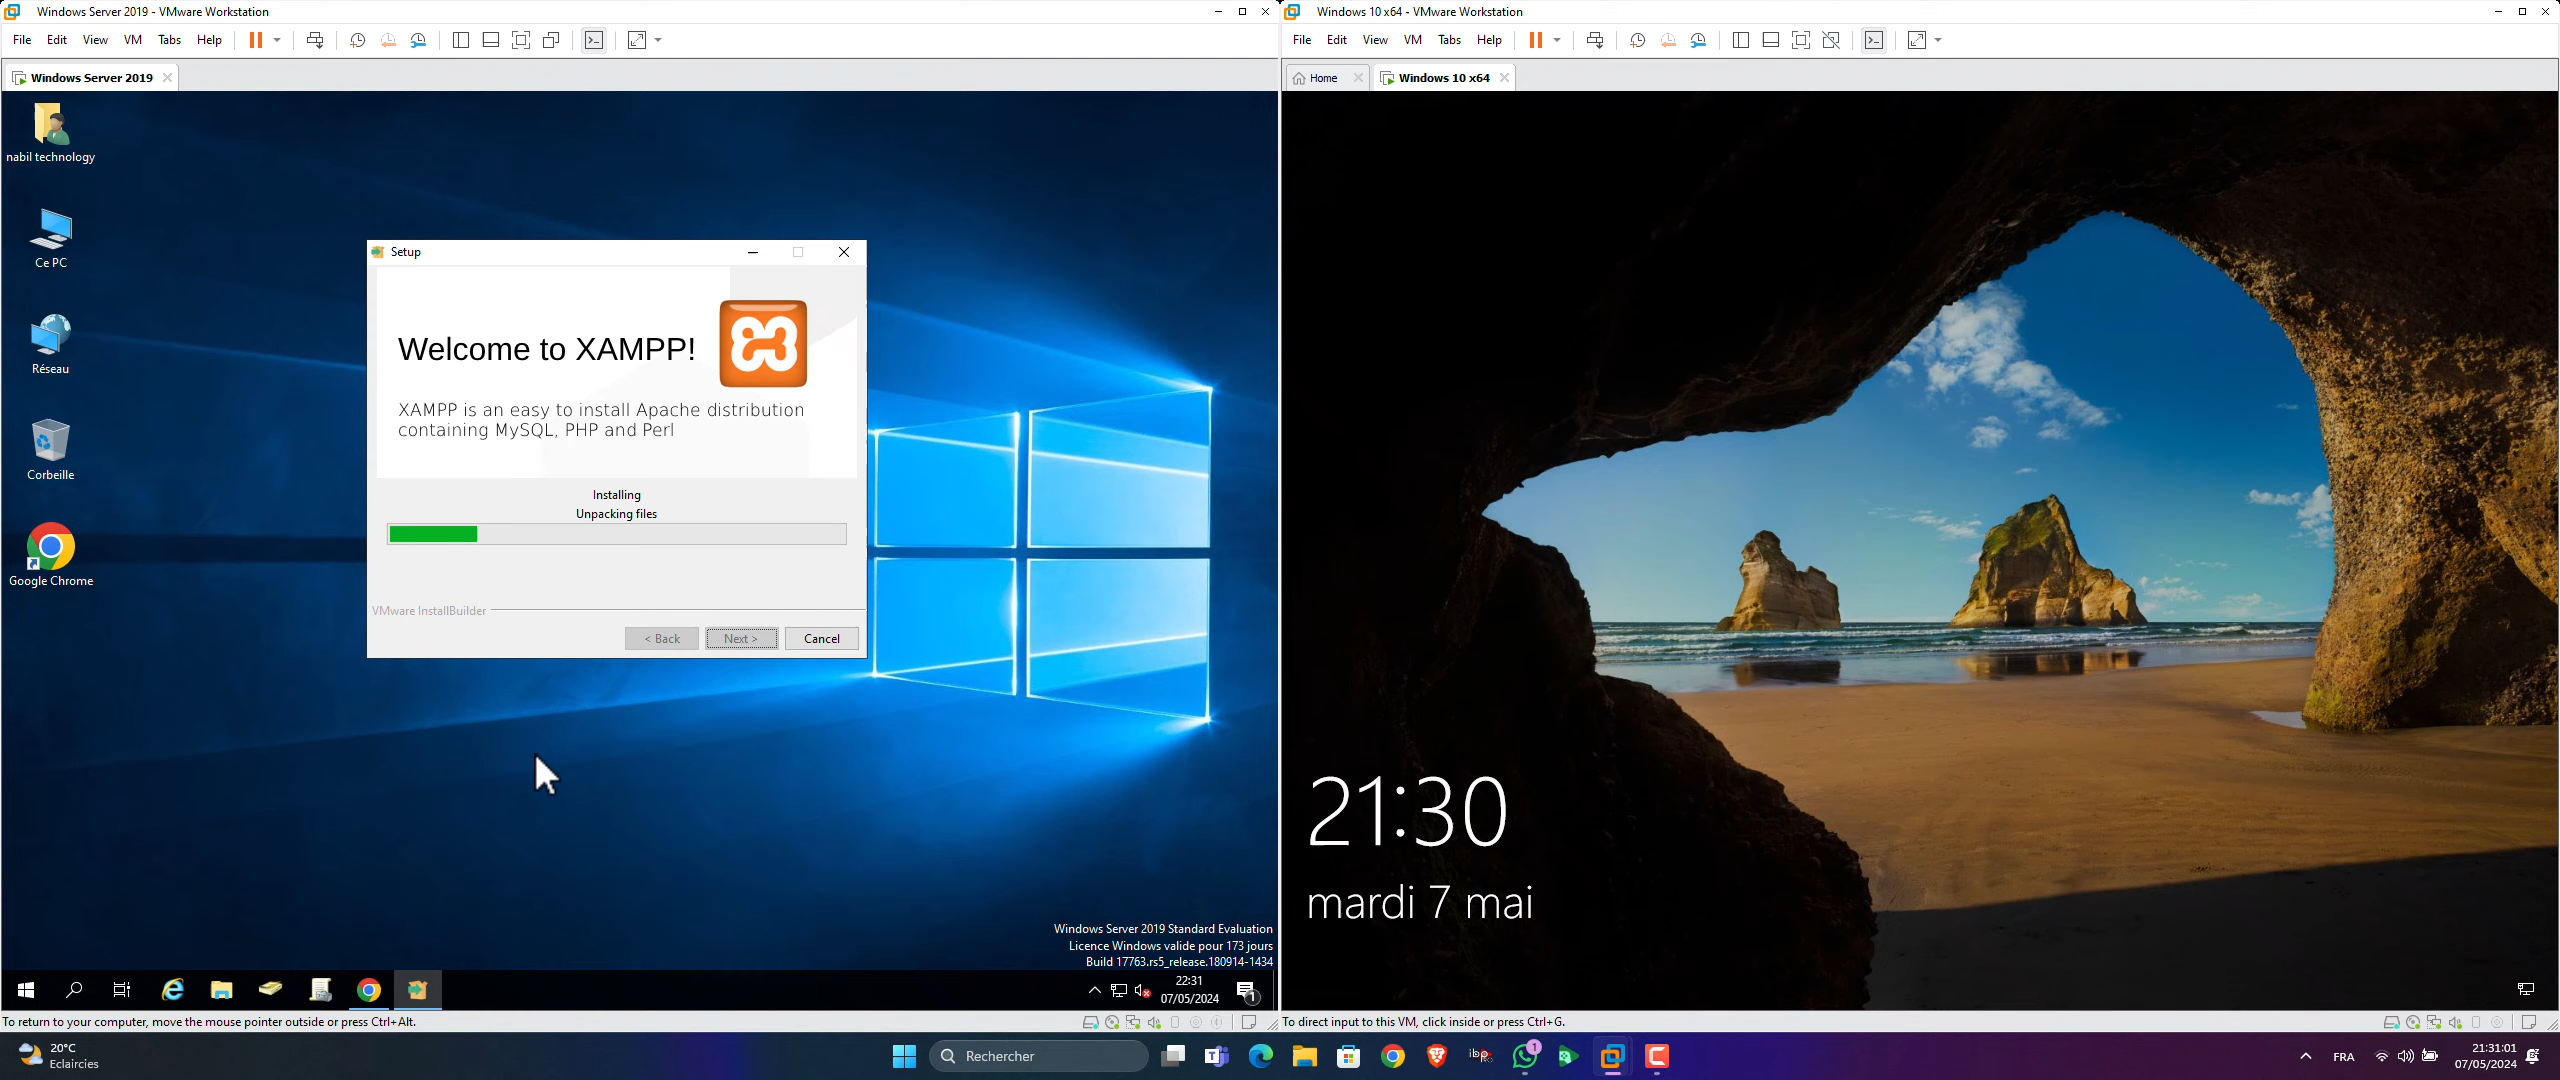 Windows Server 2019 - VMware Workstation
File Edit View VM Tabs Help
Windows Server 2019
nabil technology
Ce PC
Réseau
Corbeille
Google Chrome
Setup
Welcome to XAMPP!
XAMPP is an easy to install Apache distribution
containing MySQL, PHP and Perl
Installing
Unpacking files
VMware InstallBuilder
< Back
Next >
Cancel
Windows Server 2019 Standard Evaluation
Licence Windows valide pour 173 jours
Build 17763.rs5_release.180914-1434
22:31
07/05/2024
1
To return to your computer, move the mouse pointer outside or press Ctrl+Alt.
Windows 10 x64 - VMware Workstation
File Edit View VM Tabs Help
Home
Windows 10 x64
21:30
mardi 7 mai
To direct input to this VM, click inside or press Ctrl+G.
20°C
Eclaircies
Rechercher
1
FRA
21:31:01
07/05/2024